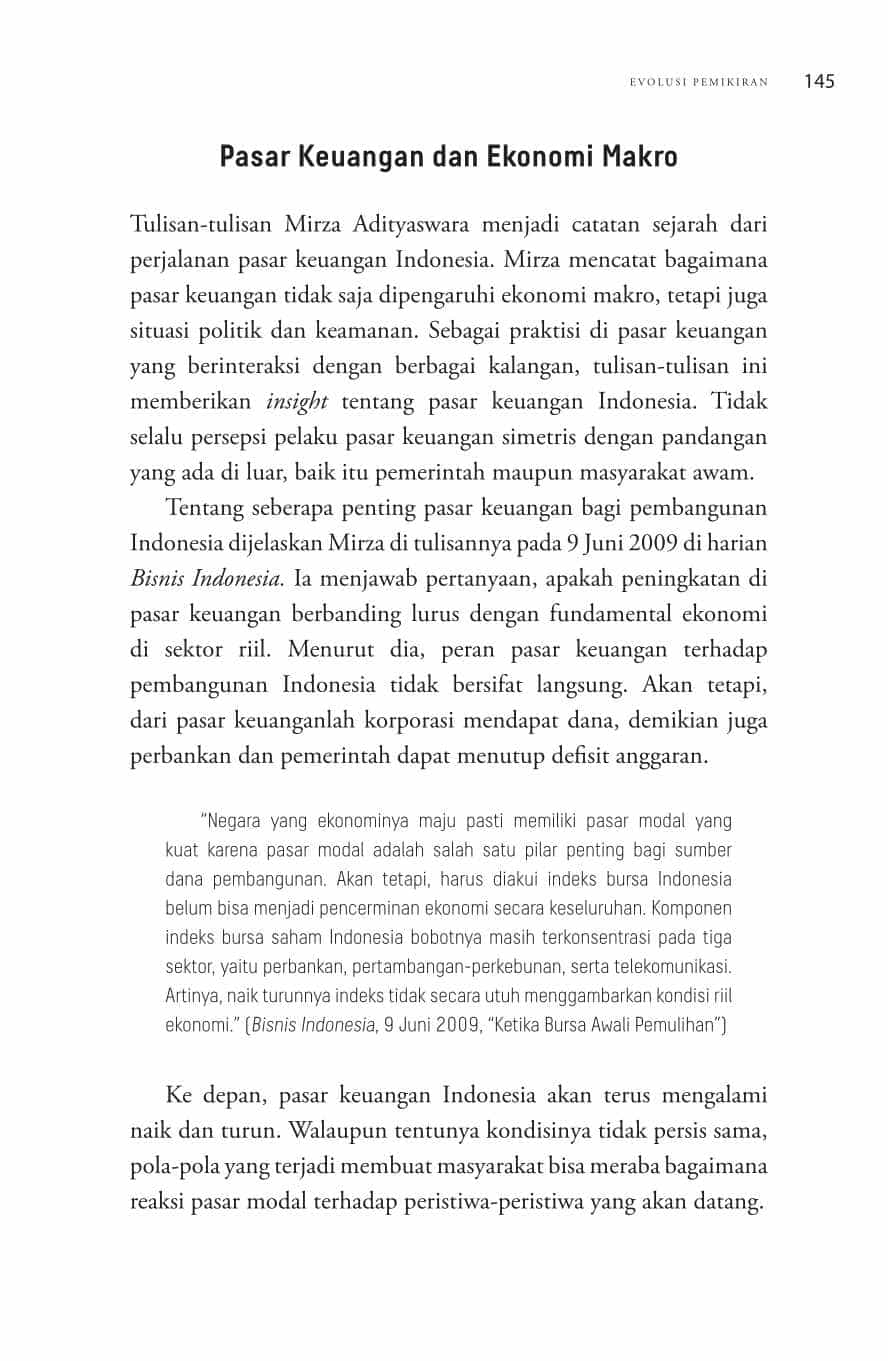 EVOLUSI PEMIKIRAN 145
Pasar Keuangan dan Ekonomi Makro
Tulisan-tulisan Mirza Adityaswara menjadi catatan sejarah dari
perjalanan pasar keuangan Indonesia. Mirza mencatat bagaimana
pasar keuangan tidak saja dipengaruhi ekonomi makro, tetapi juga
situasi politik dan keamanan. Sebagai praktisi di pasar keuangan
yang berinteraksi dengan berbagai kalangan, tulisan-tulisan ini
memberikan insight tentang pasar keuangan Indonesia. Tidak
selalu persepsi pelaku pasar keuangan simetris dengan pandangan
yang ada di luar, baik itu pemerintah maupun masyarakat awam.
Tentang seberapa penting pasar keuangan bagi pembangunan
Indonesia dijelaskan Mirza di tulisannya pada 9 Juni 2009 di harian
Bisnis Indonesia. Ia menjawab pertanyaan, apakah peningkatan di
pasar keuangan berbanding lurus dengan fundamental ekonomi
di sektor riil. Menurut dia, peran pasar keuangan terhadap
pembangunan Indonesia tidak bersifat langsung. Akan tetapi,
dari pasar keuanganlah korporasi mendapat dana, demikian juga
perbankan dan pemerintah dapat menutup defisit anggaran.
“Negara yang ekonominya maju pasti memiliki pasar modal yang
kuat karena pasar modal adalah salah satu pilar penting bagi sumber
dana pembangunan. Akan tetapi, harus diakui indeks bursa Indonesia
belum bisa menjadi pencerminan ekonomi secara keseluruhan. Komponen
indeks bursa saham Indonesia bobotnya masih terkonsentrasi pada tiga
sektor, yaitu perbankan, pertambangan-perkebunan, serta telekomunikasi.
Artinya, naik turunnya indeks tidak secara utuh menggambarkan kondisi riil
ekonomi.” (Bisnis Indonesia, 9 Juni 2009, “Ketika Bursa Awali Pemulihan”)
Ke depan, pasar keuangan Indonesia akan terus mengalami
naik dan turun. Walaupun tentunya kondisinya tidak persis sama,
pola-pola yang terjadi membuat masyarakat bisa meraba bagaimana
reaksi pasar modal terhadap peristiwa-peristiwa yang akan datang.